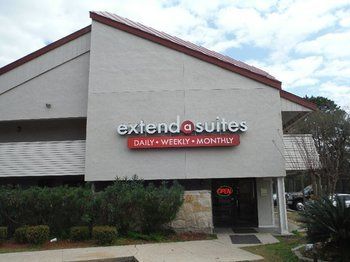 extend a suites
DAILY • WEEKLY • MONTHLY
OPEN